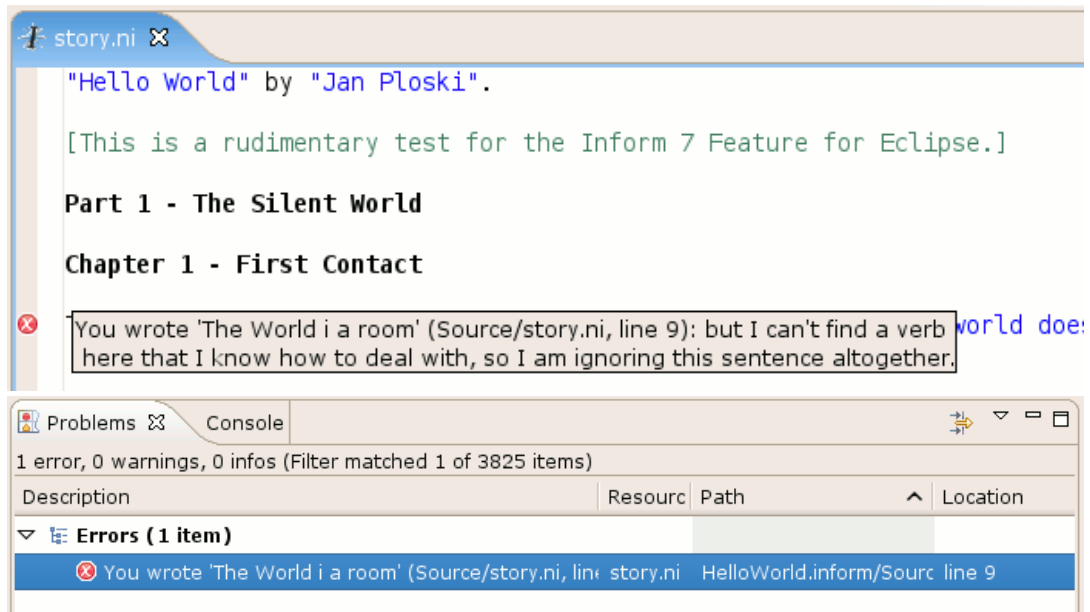 story.ni
"Hello World" by "Jan Ploski".
[This is a rudimentary test for the Inform 7 Feature for Eclipse.]
Part 1 - The Silent World
Chapter 1 - First Contact
You wrote 'The World i a room' (Source/story.ni, line 9): but I can't find a verb
here that I know how to deal with, so I am ignoring this sentence altogether.
world does
Problems Console
1 error, 0 warnings, 0 infos (Filter matched 1 of 3825 items)
Description Resourc Path Location
Errors (1 item)
You wrote 'The World i a room' (Source/story.ni, line story.ni HelloWorld.inform/Sourc line 9